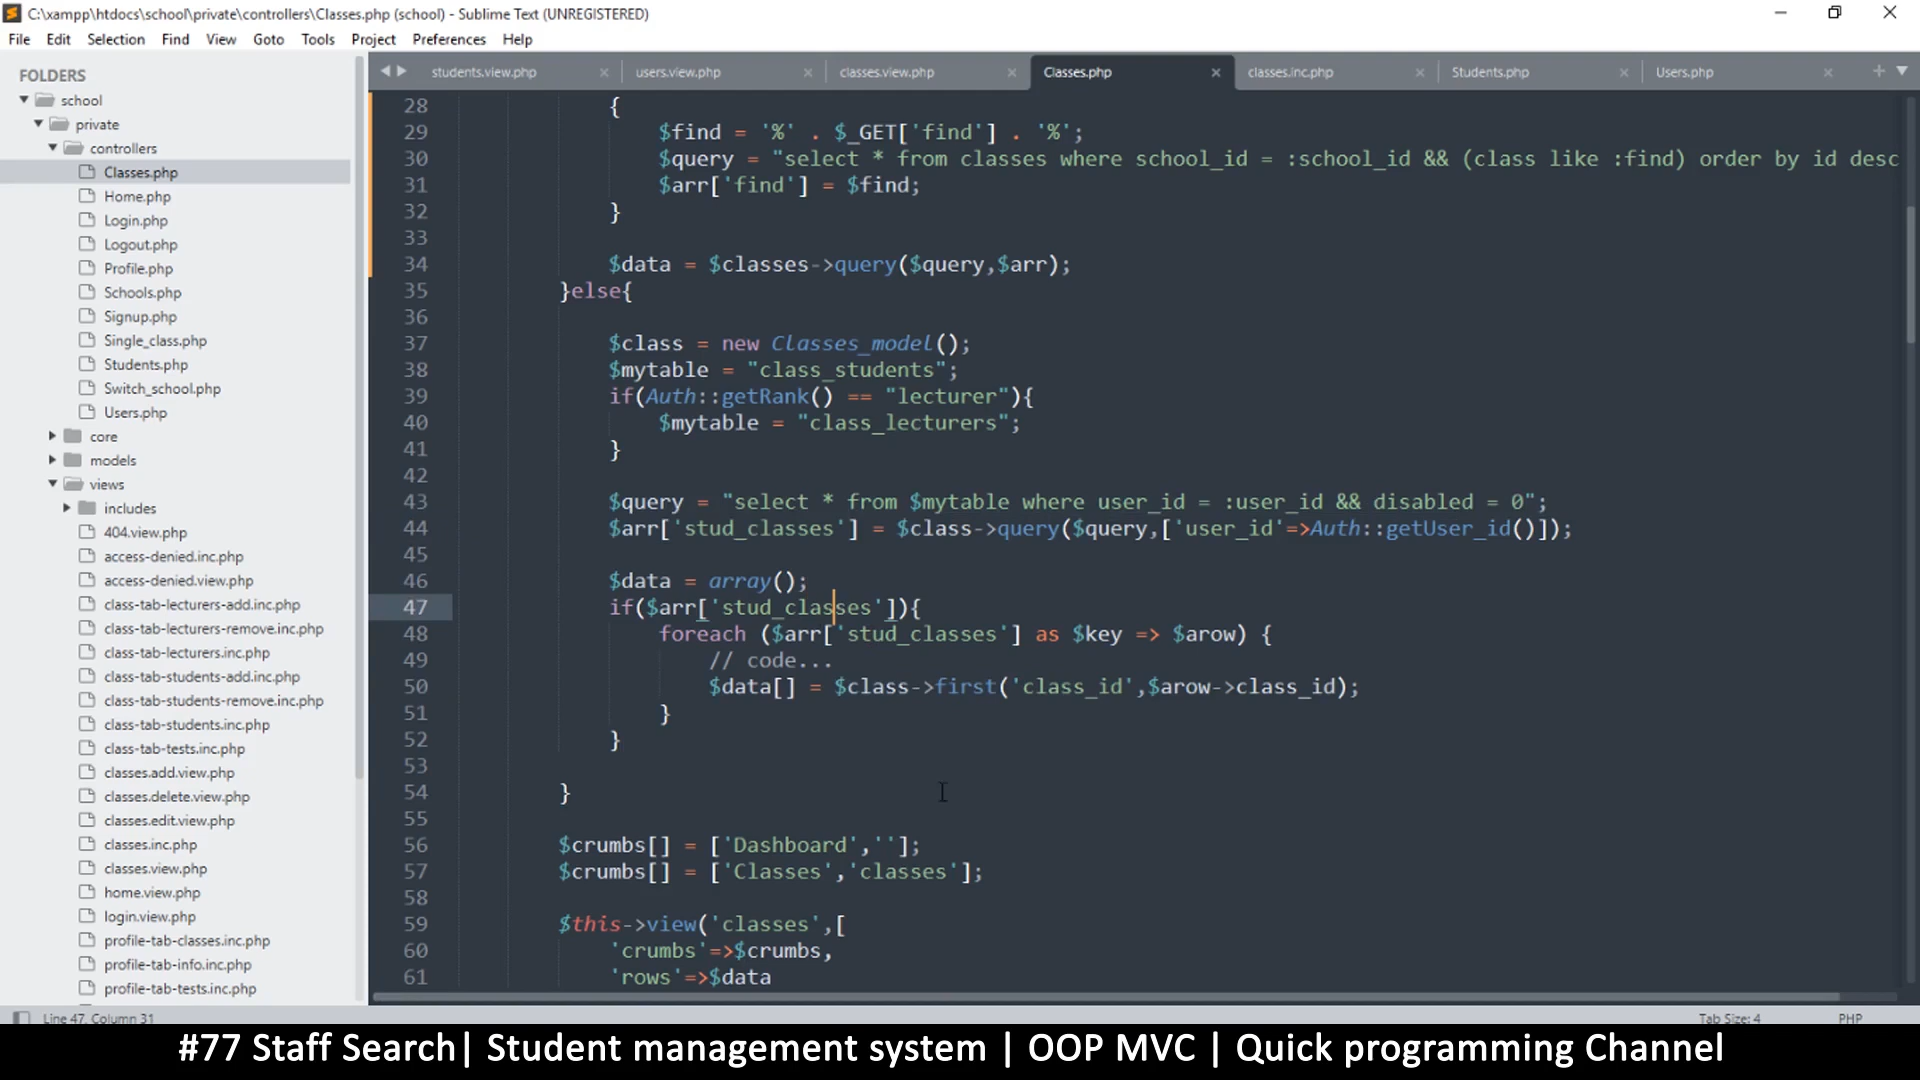 C:\xampp\htdocs\school\private\controllers\Classes.php (school) - Sublime Text (UNREGISTERED)
File Edit Selection Find View Goto Tools Project Preferences Help
FOLDERS
school
private
controllers
Classes.php
Home.php
Login.php
Logout.php
Profile.php
Schools.php
Signup.php
Single_class.php
Students.php
Switch_school.php
Users.php
core
models
views
includes
404.view.php
access-denied.inc.php
access-denied.view.php
class-tab-lecturers-add.inc.php
class-tab-lecturers-remove.inc.php
class-tab-lecturers.inc.php
class-tab-students-add.inc.php
class-tab-students-remove.inc.php
class-tab-students.inc.php
class-tab-tests.inc.php
classes.add.view.php
classes.delete.view.php
classes.edit.view.php
classes.inc.php
classes.view.php
home.view.php
login.view.php
profile-tab-classes.inc.php
profile-tab-info.inc.php
profile-tab-tests.inc.php
students.view.php users.view.php classes.view.php Classes.php classes.inc.php Students.php Users.php
28 {
29 $find = '%' . $_GET['find'] . '%';
30 $query = "select * from classes where school_id = :school_id && (class like :find) order by id desc
31 $arr['find'] = $find;
32 }
33
34 $data = $classes->query($query,$arr);
35 }else{
36
37 $class = new Classes_model();
38 $mytable = "class_students";
39 if(Auth::getRank() == "lecturer"){
40 $mytable = "class_lecturers";
41 }
42
43 $query = "select * from $mytable where user_id = :user_id && disabled = 0";
44 $arr['stud_classes'] = $class->query($query,['user_id'=>Auth::getUser_id()]);
45
46 $data = array();
47 if($arr['stud_classes']){
48 foreach ($arr['stud_classes'] as $key => $arow) {
49 // code...
50 $data[] = $class->first('class_id',$arow->class_id);
51 }
52 }
53
54 }
55
56 $crumbs[] = ['Dashboard',''];
57 $crumbs[] = ['Classes','classes'];
58
59 $this->view('classes',[
60 'crumbs'=>$crumbs,
61 'rows'=>$data
Line 47, Column 31 Tab Size: 4 PHP
#77 Staff Search| Student management system | OOP MVC | Quick programming Channel